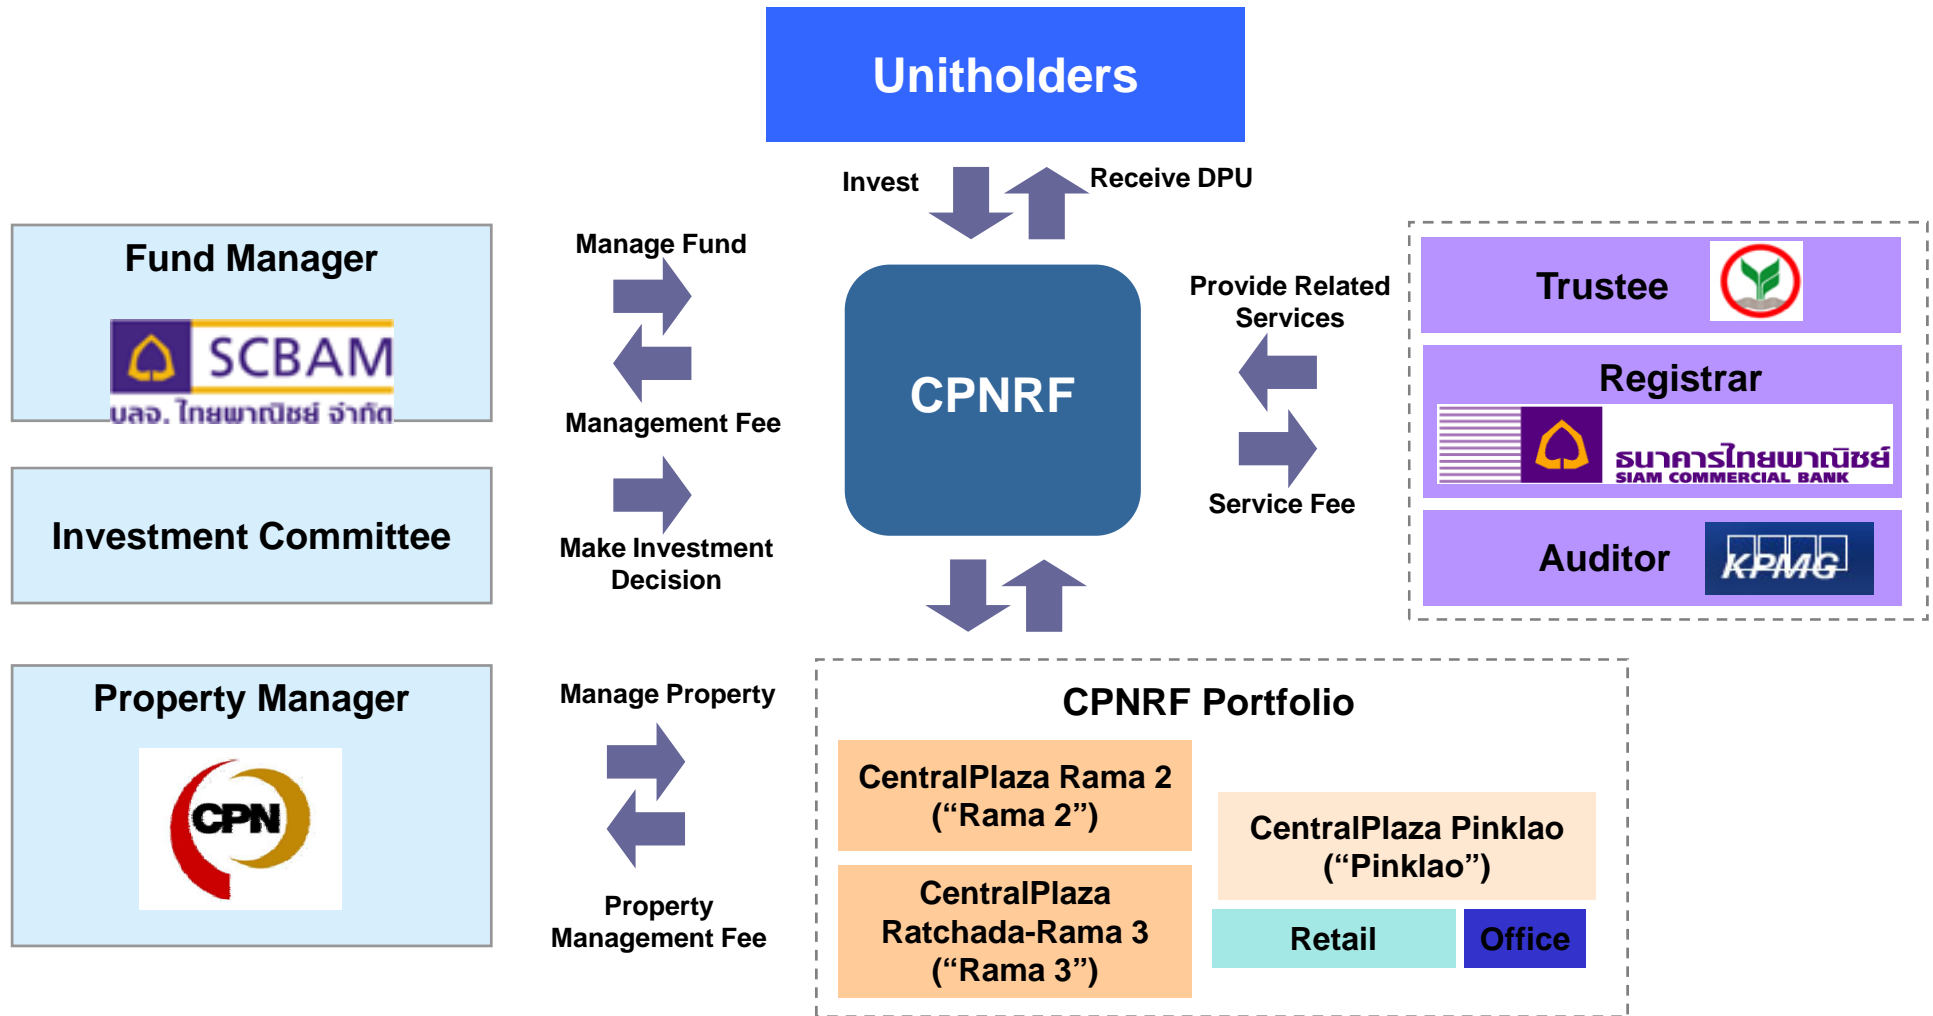 Unitholders
Invest
Receive DPU
Fund Manager
SCBAM
บลจ. ไทยพาณิชย์ จำกัด
Manage Fund
Management Fee
Investment Committee
Make Investment
Decision
CPNRF
Provide Related
Services
Service Fee
Trustee
Registrar
ธนาคารไทยพาณิชย์
SIAM COMMERCIAL BANK
Auditor
KPMG
Property Manager
CPN
Manage Property
Property
Management Fee
CPNRF Portfolio
CentralPlaza Rama 2
(“Rama 2”)
CentralPlaza
Ratchada-Rama 3
(“Rama 3”)
CentralPlaza Pinklao
(“Pinklao”)
Retail
Office